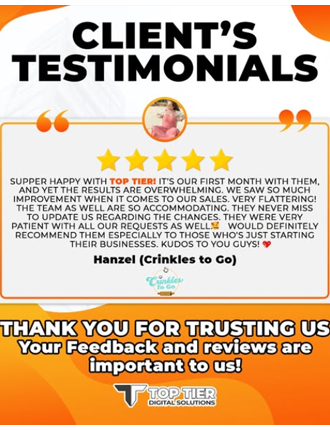 CLIENT'S
TESTIMONIALS
SUPPER HAPPY WITH TOP TIER! IT'S OUR FIRST MONTH WITH THEM,
AND YET THE RESULTS ARE OVERWHELMING. WE SAW SO MUCH
IMPROVEMENT WHEN IT COMES TO OUR SALES. VERY FLATTERING!
THE TEAM AS WELL ARE SO ACCOMMODATING. THEY NEVER MISS
TO UPDATE US REGARDING THE CHANGES. THEY WERE VERY
PATIENT WITH ALL OUR REQUESTS AS WELL🥰 WOULD DEFINITELY
RECOMMEND THEM ESPECIALLY TO THOSE WHO'S JUST STARTING
THEIR BUSINESSES. KUDOS TO YOU GUYS! ❤️
Hanzel (Crinkles to Go)
Crinkles
To Go
THANK YOU FOR TRUSTING US
Your Feedback and reviews are
important to us!
TOP TIER
DIGITAL SOLUTIONS